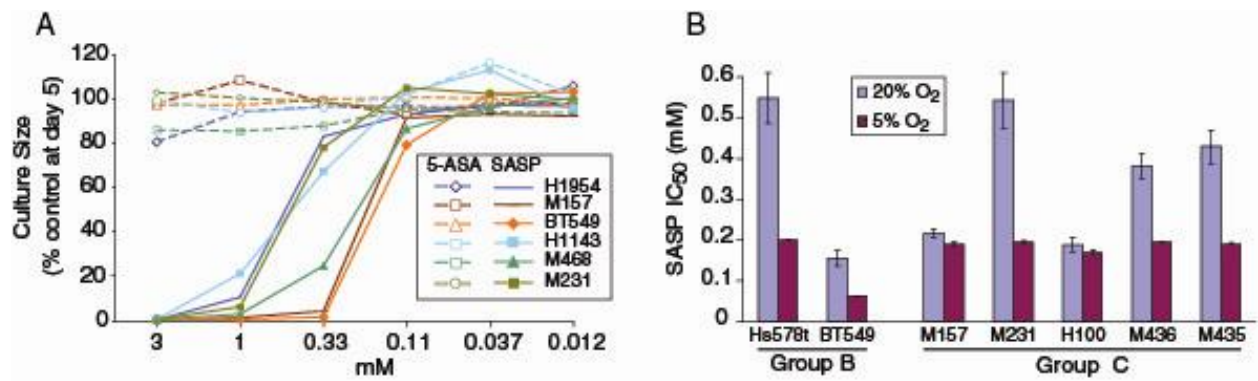 A
Culture Size
(% control at day 5)
120
100
80
60
40
20
0
3 1 0.33 0.11 0.037 0.012
mM
5-ASA SASP
H1954
M157
BT549
H1143
M468
M231
B
SASP IC50 (mM)
0.6
0.5
0.4
0.3
0.2
0.1
0
20% O2
5% O2
Hs578t BT549 M157 M231 H100 M436 M435
Group B Group C